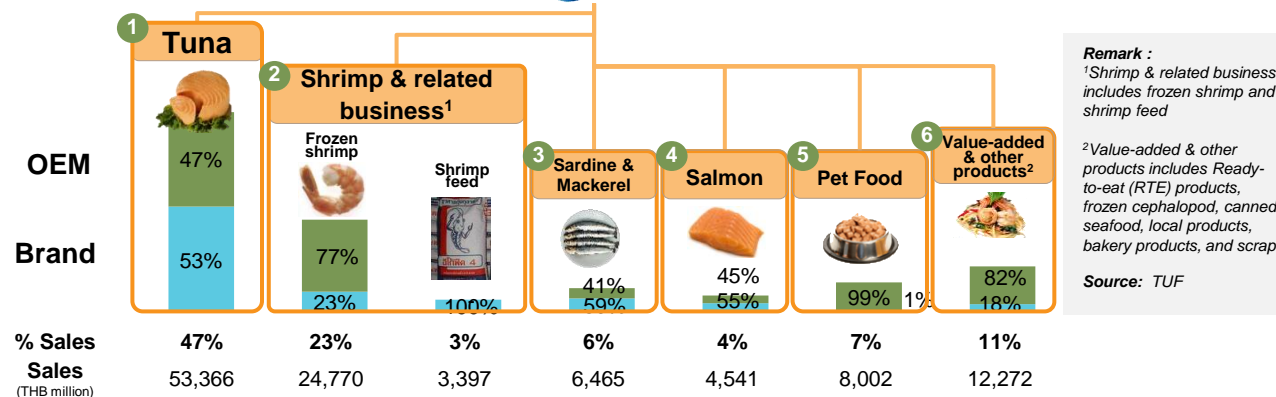 1
Tuna
2
Shrimp & related
business¹
Frozen
shrimp
Shrimp
feed
3
Sardine &
Mackerel
4
Salmon
5
Pet Food
6
Value-added
& other
products²
OEM
Brand
47%
53%
77%
23%
100%
41%
59%
45%
55%
99%
1%
82%
18%
% Sales
47%
23%
3%
6%
4%
7%
11%
Sales
(THB million)
53,366
24,770
3,397
6,465
4,541
8,002
12,272
Remark :
¹Shrimp & related business
includes frozen shrimp and
shrimp feed
²Value-added & other
products includes Ready-
to-eat (RTE) products,
frozen cephalopod, canned
seafood, local products,
bakery products, and scrap
Source: TUF